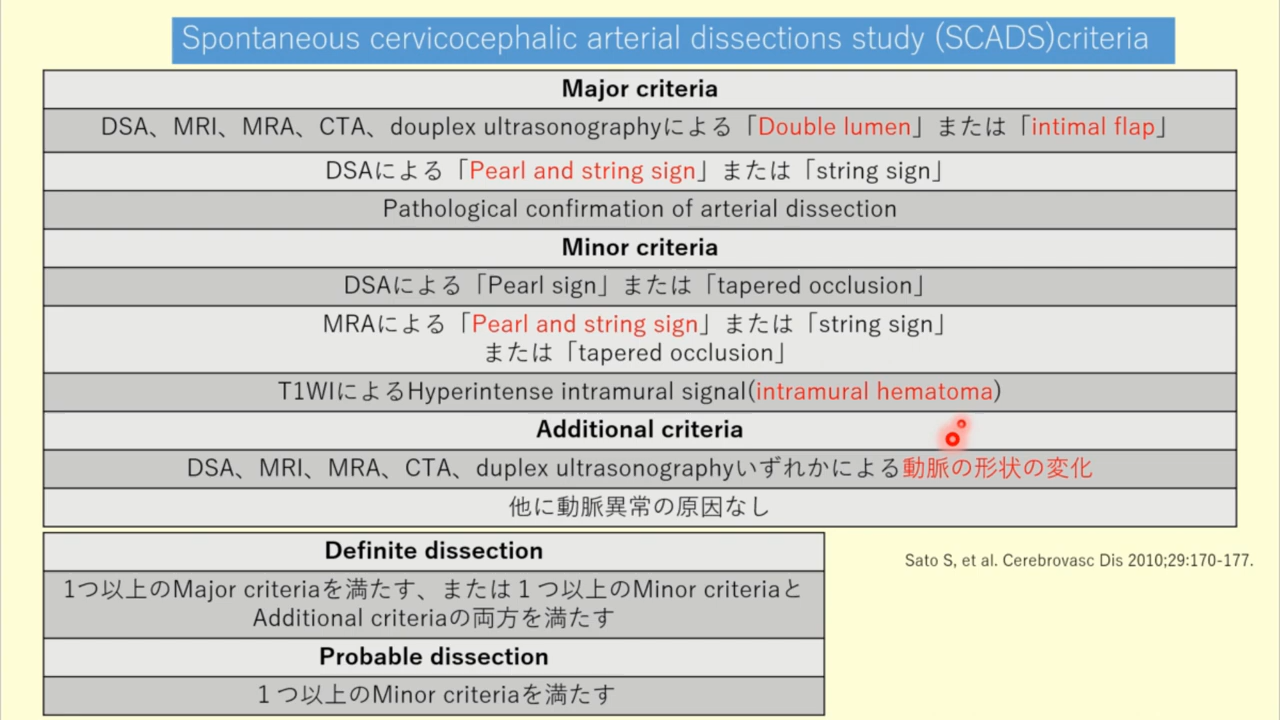 Spontaneous cervicocephalic arterial dissections study (SCADS)criteria
Major criteria
DSA、MRI、MRA、CTA、douplex ultrasonographyによる「Double lumen」または「intimal flap」
DSAによる「Pearl and string sign」または「string sign」
Pathological confirmation of arterial dissection
Minor criteria
DSAによる「Pearl sign」または「tapered occlusion」
MRAによる「Pearl and string sign」または「string sign」
または「tapered occlusion」
T1WIによるHyperintense intramural signal(intramural hematoma)
Additional criteria
DSA、MRI、MRA、CTA、duplex ultrasonographyいずれかによる動脈の形状の変化
他に動脈異常の原因なし
Definite dissection
1つ以上のMajor criteriaを満たす、または１つ以上のMinor criteriaと
Additional criteriaの両方を満たす
Probable dissection
１つ以上のMinor criteriaを満たす
Sato S, et al. Cerebrovasc Dis 2010;29:170-177.